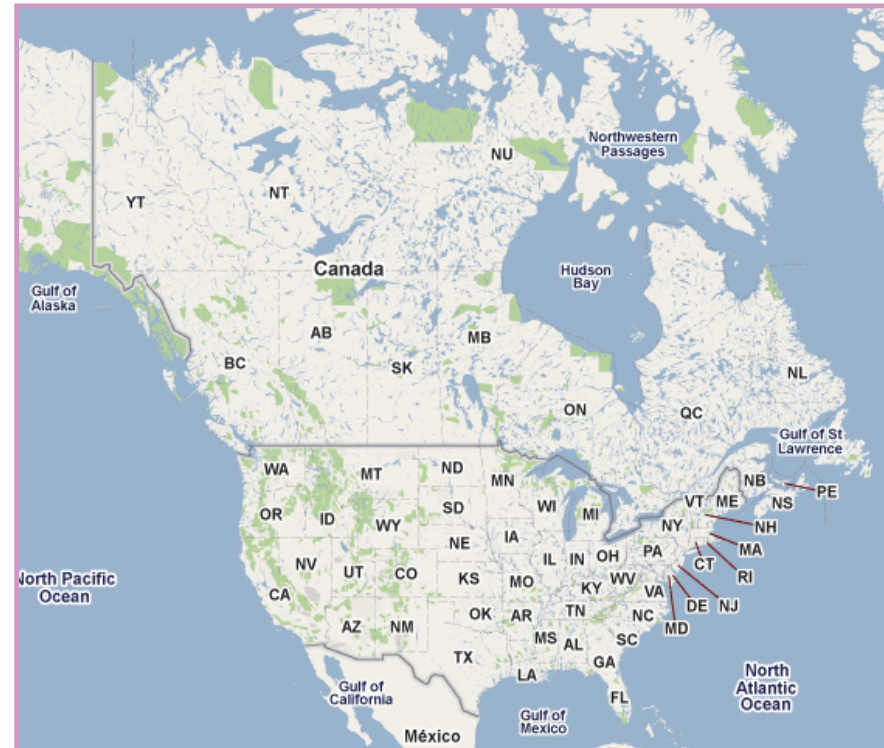 Northwestern
Passages
NU
NT
YT
Canada
Hudson
Bay
Gulf of
Alaska
AB
MB
BC
SK
NL
ON
QC
Gulf of St
Lawrence
WA
MT
ND
MN
NB
PE
VT
ME
NS
OR
ID
WY
SD
WI
MI
NY
NH
IA
NE
PA
MA
NV
UT
CO
KS
IL
IN
OH
CT
RI
North Pacific
Ocean
CA
MO
KY
WV
VA
DE
NJ
AZ
NM
OK
AR
TN
NC
MD
TX
MS
AL
SC
GA
LA
FL
North
Atlantic
Ocean
Gulf of
California
Gulf of
Mexico
México